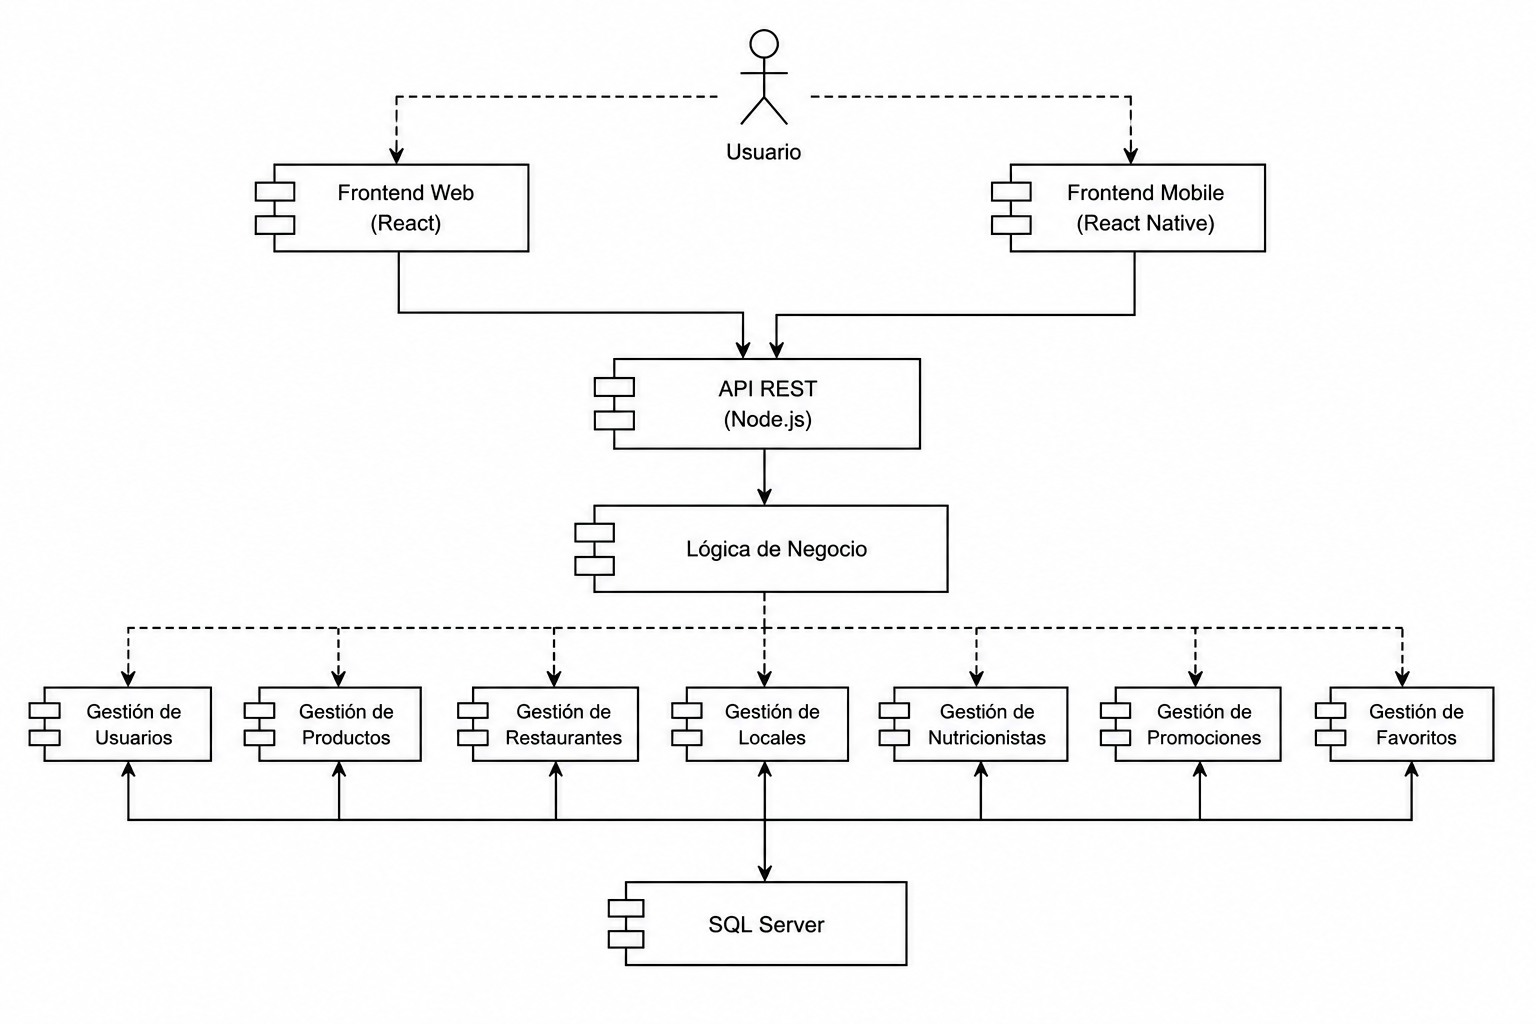 Usuario
Frontend Web
(React)
Frontend Mobile
(React Native)
API REST
(Node.js)
Lógica de Negocio
Gestión de
Usuarios
Gestión de
Productos
Gestión de
Restaurantes
Gestión de
Locales
Gestión de
Nutricionistas
Gestión de
Promociones
Gestión de
Favoritos
SQL Server